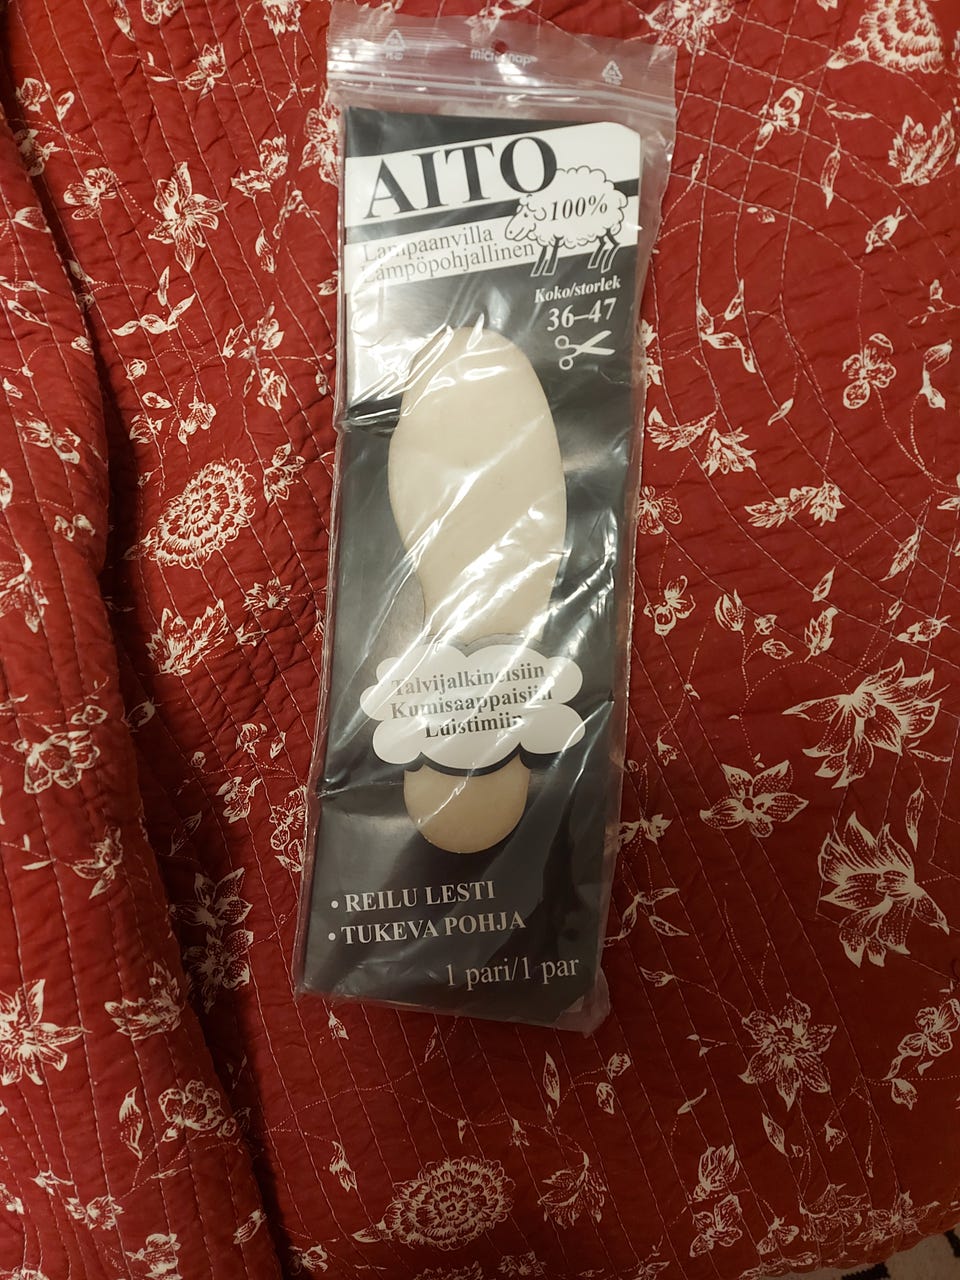 AITO
100%
Lampaanvilla
Lämpöpohjallinen
Koko/storlek
36–47
Talvijalkineisiin
Kumisaappaisiin
Luistimiin
• REILU LESTI
• TUKEVA POHJA
1 pari/1 par